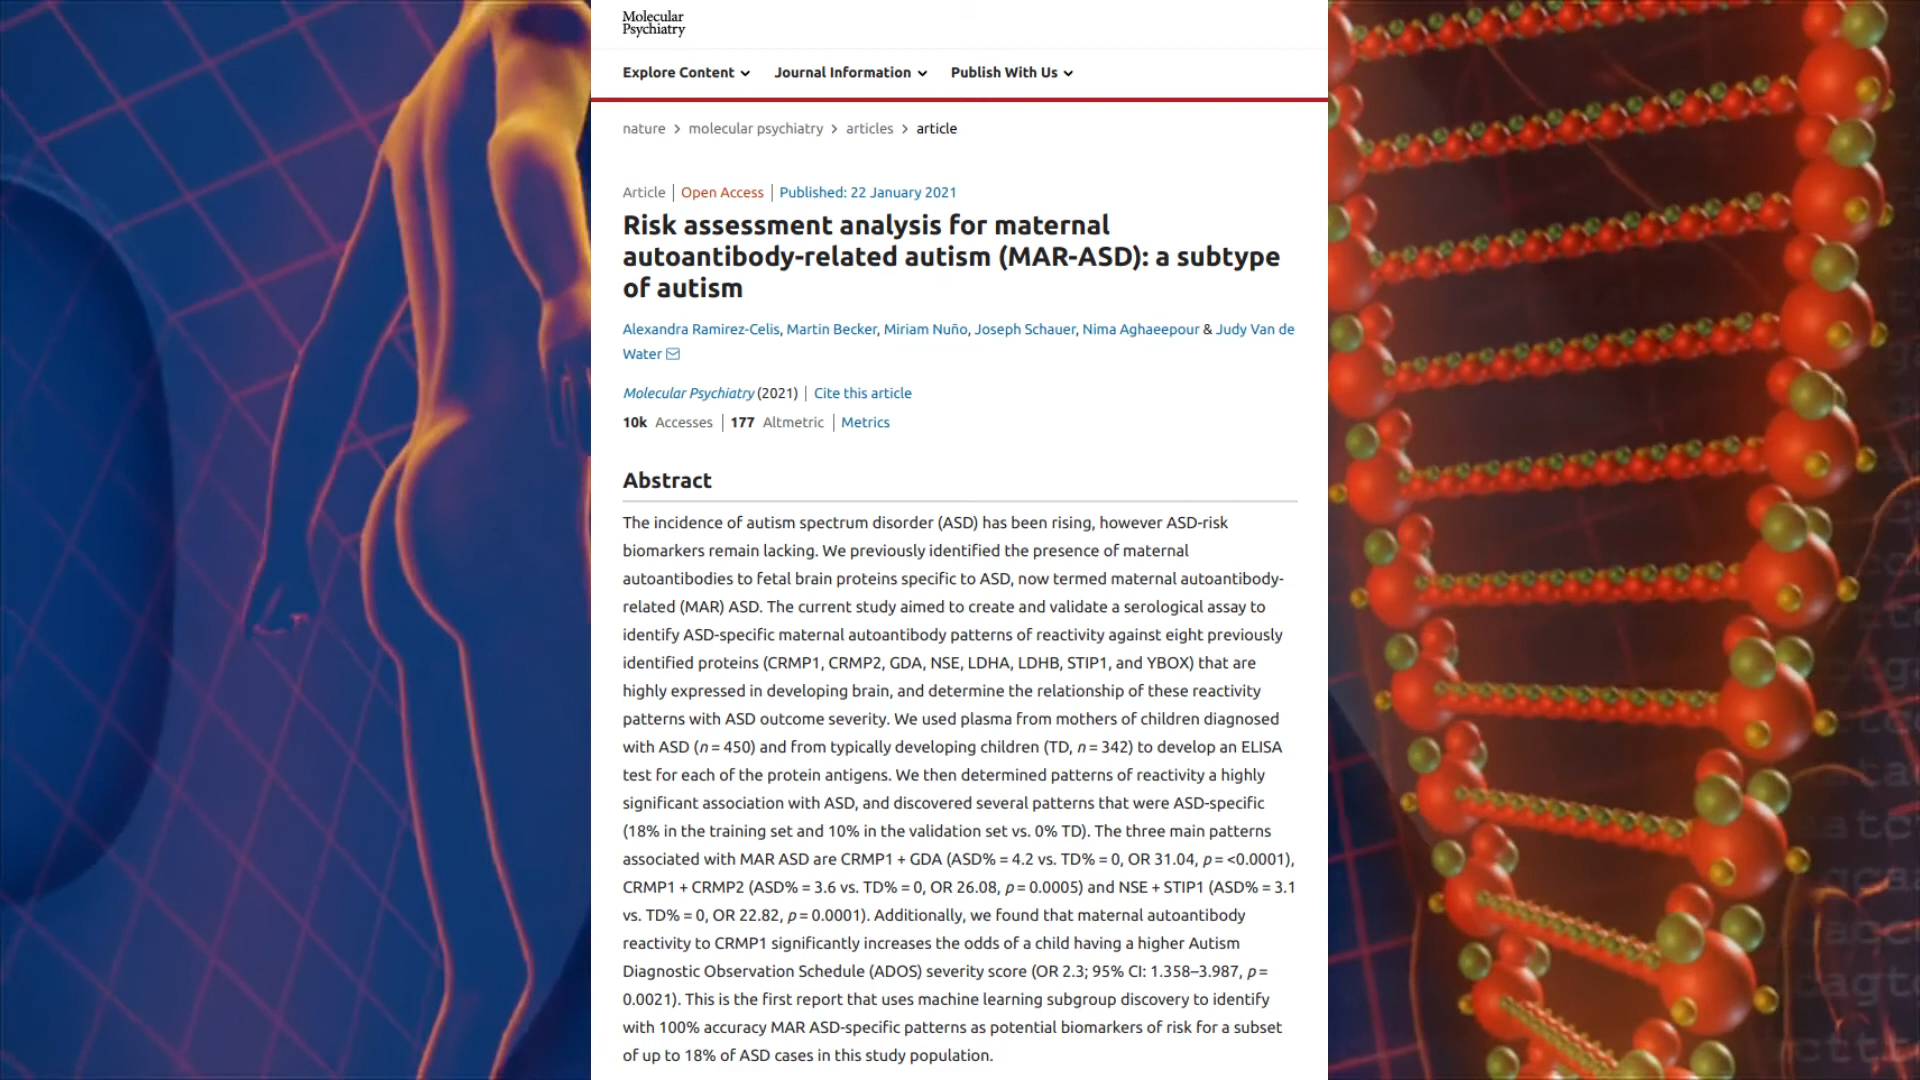 Molecular
Psychiatry
Explore Content
Journal Information
Publish With Us
nature > molecular psychiatry > articles > article
Article | Open Access | Published: 22 January 2021
Risk assessment analysis for maternal
autoantibody-related autism (MAR-ASD): a subtype
of autism
Alexandra Ramirez-Celis, Martin Becker, Miriam Nuño, Joseph Schauer, Nima Aghaeepour & Judy Van de
Water
Molecular Psychiatry (2021) | Cite this article
10k Accesses | 177 Altmetric | Metrics
Abstract
The incidence of autism spectrum disorder (ASD) has been rising, however ASD-risk
biomarkers remain lacking. We previously identified the presence of maternal
autoantibodies to fetal brain proteins specific to ASD, now termed maternal autoantibody-
related (MAR) ASD. The current study aimed to create and validate a serological assay to
identify ASD-specific maternal autoantibody patterns of reactivity against eight previously
identified proteins (CRMP1, CRMP2, GDA, NSE, LDHA, LDHB, STIP1, and YBOX) that are
highly expressed in developing brain, and determine the relationship of these reactivity
patterns with ASD outcome severity. We used plasma from mothers of children diagnosed
with ASD (n = 450) and from typically developing children (TD, n = 342) to develop an ELISA
test for each of the protein antigens. We then determined patterns of reactivity a highly
significant association with ASD, and discovered several patterns that were ASD-specific
(18% in the training set and 10% in the validation set vs. 0% TD). The three main patterns
associated with MAR ASD are CRMP1 + GDA (ASD% = 4.2 vs. TD% = 0, OR 31.04, p = <0.0001),
CRMP1 + CRMP2 (ASD% = 3.6 vs. TD% = 0, OR 26.08, p = 0.0005) and NSE + STIP1 (ASD% = 3.1
vs. TD% = 0, OR 22.82, p = 0.0001). Additionally, we found that maternal autoantibody
reactivity to CRMP1 significantly increases the odds of a child having a higher Autism
Diagnostic Observation Schedule (ADOS) severity score (OR 2.3; 95% CI: 1.358–3.987, p =
0.0021). This is the first report that uses machine learning subgroup discovery to identify
with 100% accuracy MAR ASD-specific patterns as potential biomarkers of risk for a subset
of up to 18% of ASD cases in this study population.